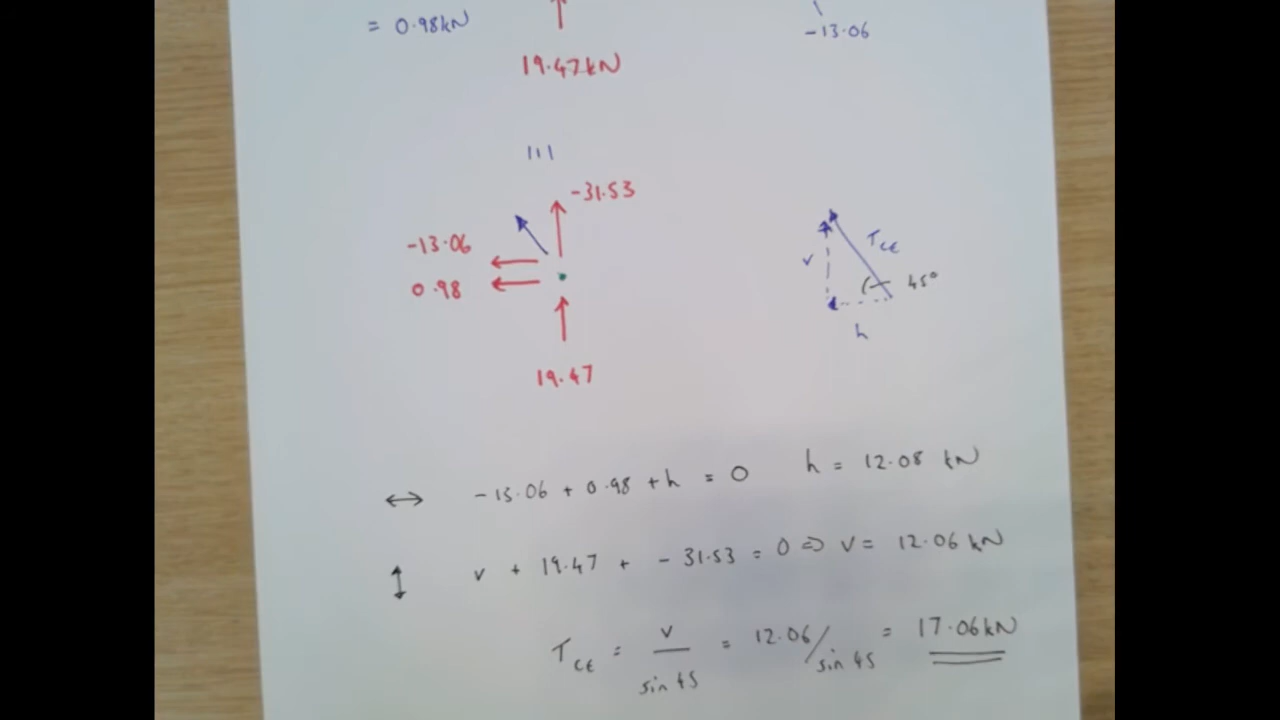 = 0.98kN
-13.06
19.47kN
-31.53
-13.06
0.98
19.47
TCE
v
45°
h
↔ -13.06 + 0.98 + h = 0 h = 12.08 kN
↕ v + 19.47 + - 31.53 = 0 => v = 12.06 kN
TCE = v / sin 45 = 12.06/sin 45 = 17.06kN